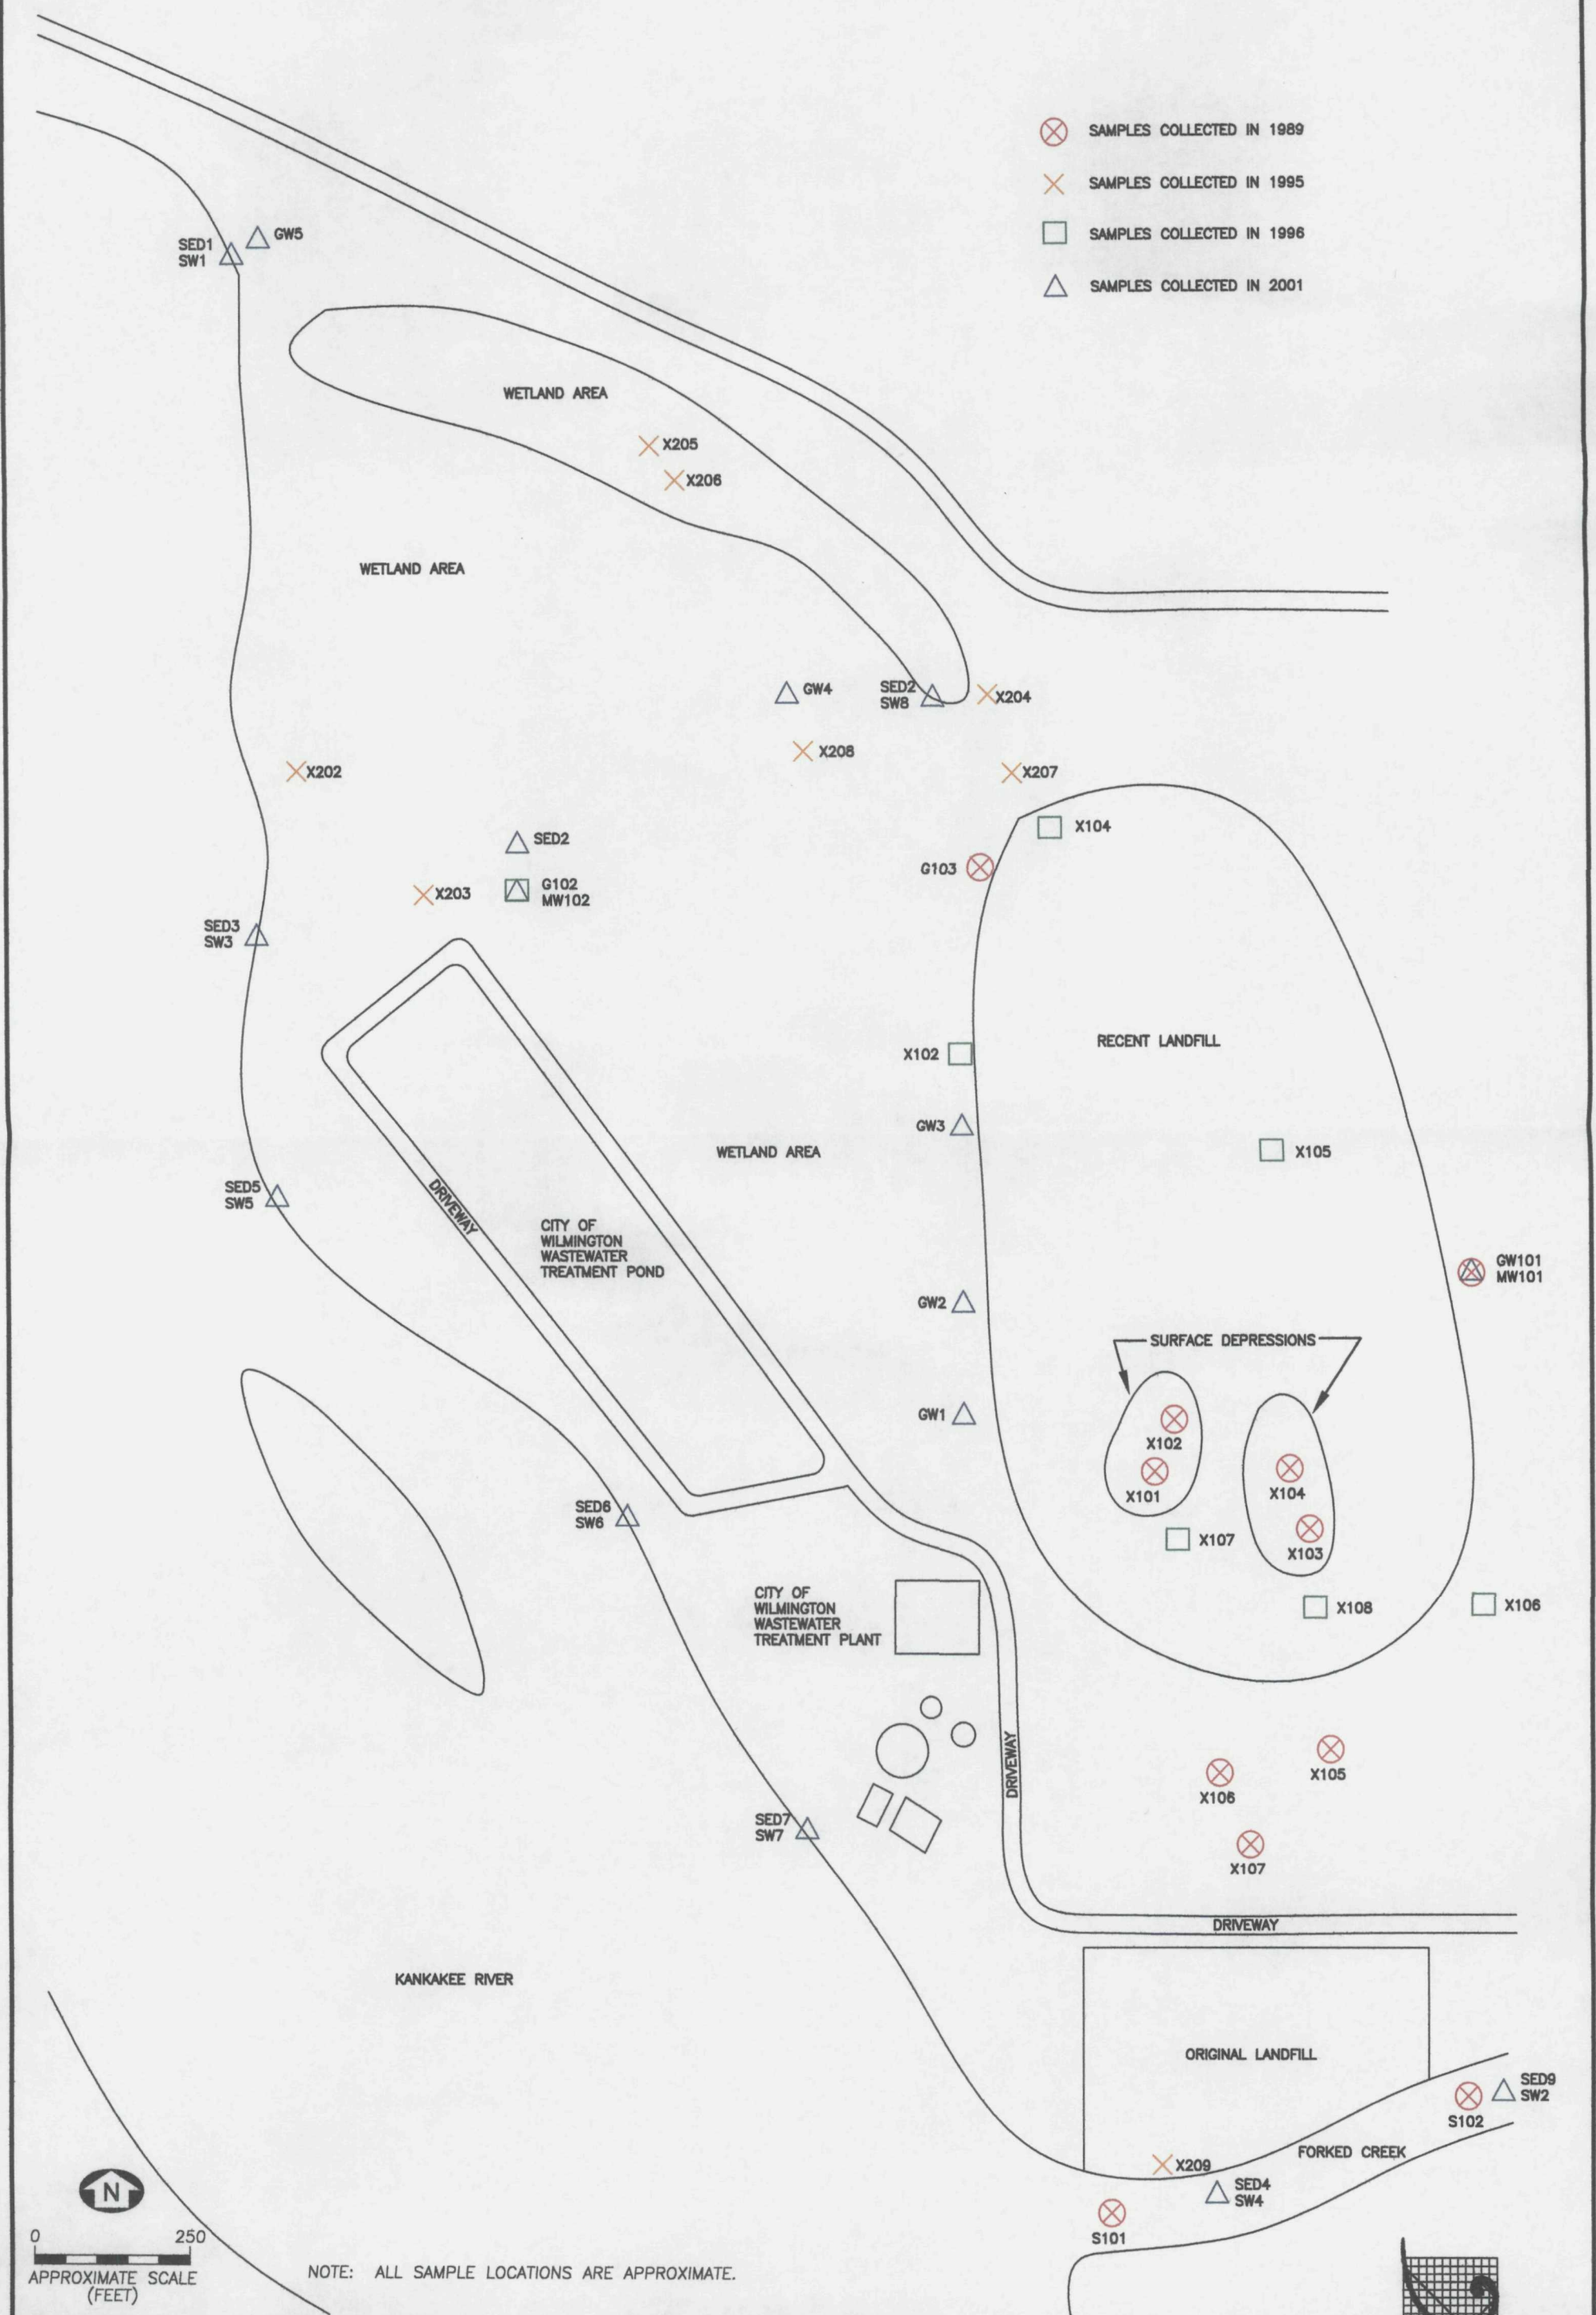 SAMPLES COLLECTED IN 1989
SAMPLES COLLECTED IN 1995
SAMPLES COLLECTED IN 1996
SAMPLES COLLECTED IN 2001
SED1
SW1
GW5
WETLAND AREA
X205
X206
WETLAND AREA
GW4
SED2
SW8
X204
X208
X207
X202
X104
SED2
G103
X203
G102
MW102
SED3
SW3
RECENT LANDFILL
X102
GW3
WETLAND AREA
X105
SED5
SW5
DRIVEWAY
CITY OF
WILMINGTON
WASTEWATER
TREATMENT POND
GW101
MW101
GW2
SURFACE DEPRESSIONS
GW1
X102
X101
X104
SED6
SW6
X107
X103
CITY OF
WILMINGTON
WASTEWATER
TREATMENT PLANT
X108
X106
DRIVEWAY
X105
X106
SED7
SW7
X107
DRIVEWAY
KANKAKEE RIVER
ORIGINAL LANDFILL
SED9
SW2
S102
FORKED CREEK
X209
SED4
SW4
S101
N
0 250
APPROXIMATE SCALE
(FEET)
NOTE: ALL SAMPLE LOCATIONS ARE APPROXIMATE.